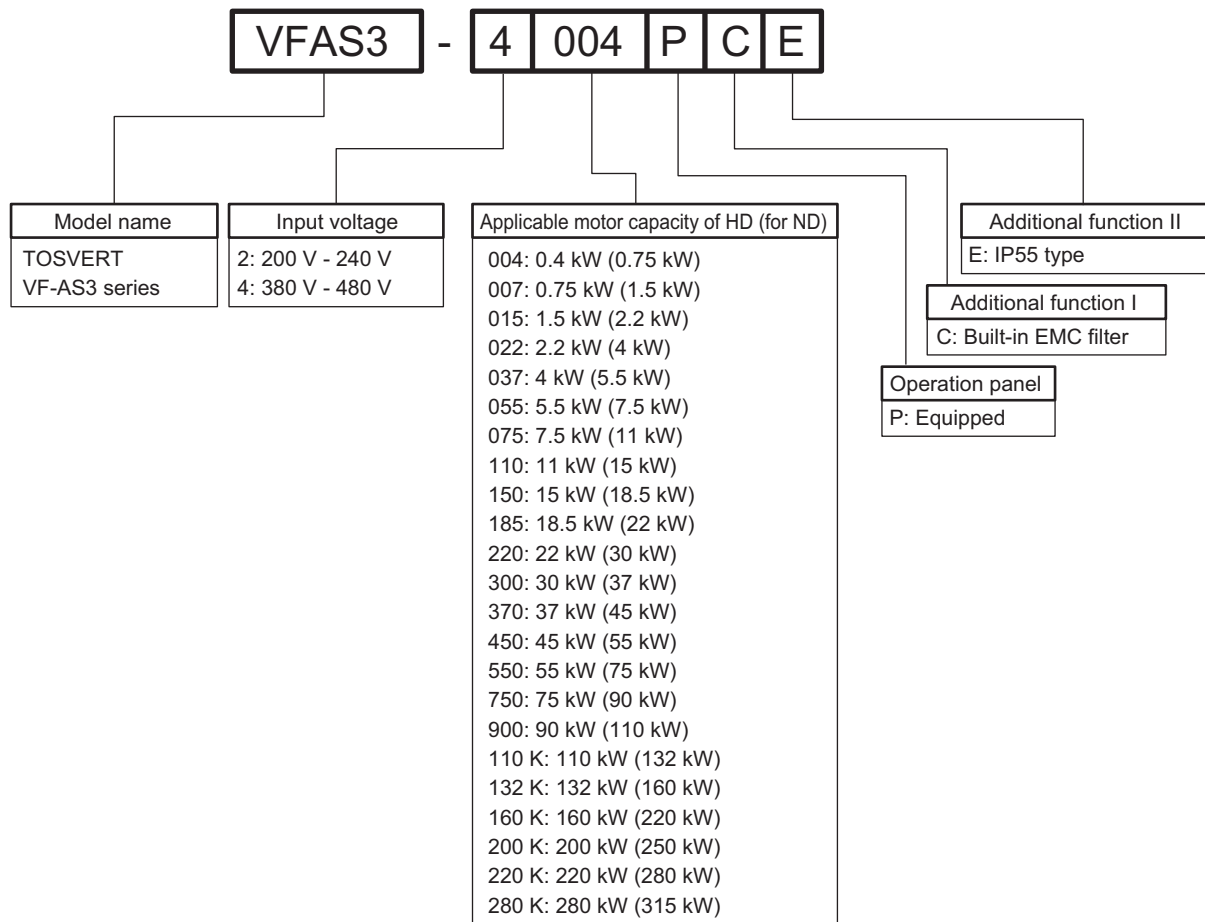 VFAS3 - 4 004 P C E
Model name
TOSVERT
VF-AS3 series
Input voltage
2: 200 V - 240 V
4: 380 V - 480 V
Applicable motor capacity of HD (for ND)
004: 0.4 kW (0.75 kW)
007: 0.75 kW (1.5 kW)
015: 1.5 kW (2.2 kW)
022: 2.2 kW (4 kW)
037: 4 kW (5.5 kW)
055: 5.5 kW (7.5 kW)
075: 7.5 kW (11 kW)
110: 11 kW (15 kW)
150: 15 kW (18.5 kW)
185: 18.5 kW (22 kW)
220: 22 kW (30 kW)
300: 30 kW (37 kW)
370: 37 kW (45 kW)
450: 45 kW (55 kW)
550: 55 kW (75 kW)
750: 75 kW (90 kW)
900: 90 kW (110 kW)
110 K: 110 kW (132 kW)
132 K: 132 kW (160 kW)
160 K: 160 kW (220 kW)
200 K: 200 kW (250 kW)
220 K: 220 kW (280 kW)
280 K: 280 kW (315 kW)
Additional function II
E: IP55 type
Additional function I
C: Built-in EMC filter
Operation panel
P: Equipped